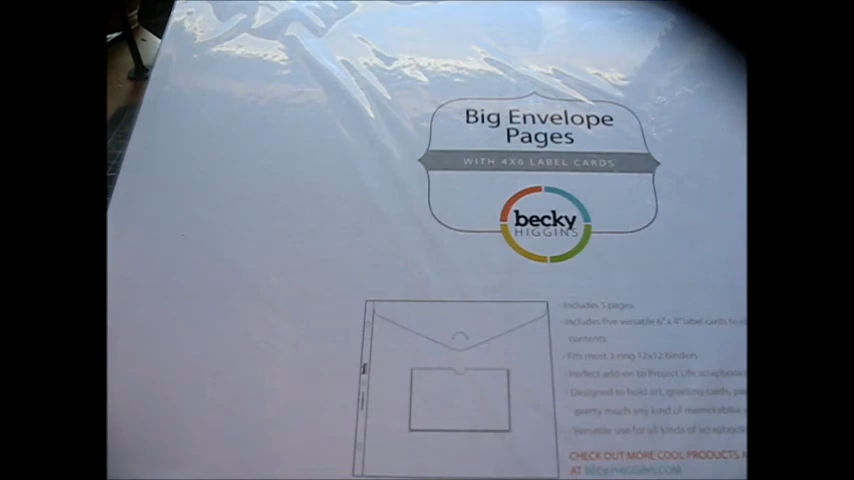 Big Envelope
Pages
WITH 4X6 LABEL CARDS
becky
HIGGINS
-Includes 5 pages
-Includes five versatile 6" x 4" label cards to
contents
-Fits most 3-ring 12x12 binders
-Perfect add-on to Project Life scrapbook
-Designed to hold art, greeting cards,
pretty much any kind of memorabilia
-Versatile use for all kinds of scrapbook
CHECK OUT MORE COOL PRODUCTS
AT BECKYHIGGINS.COM